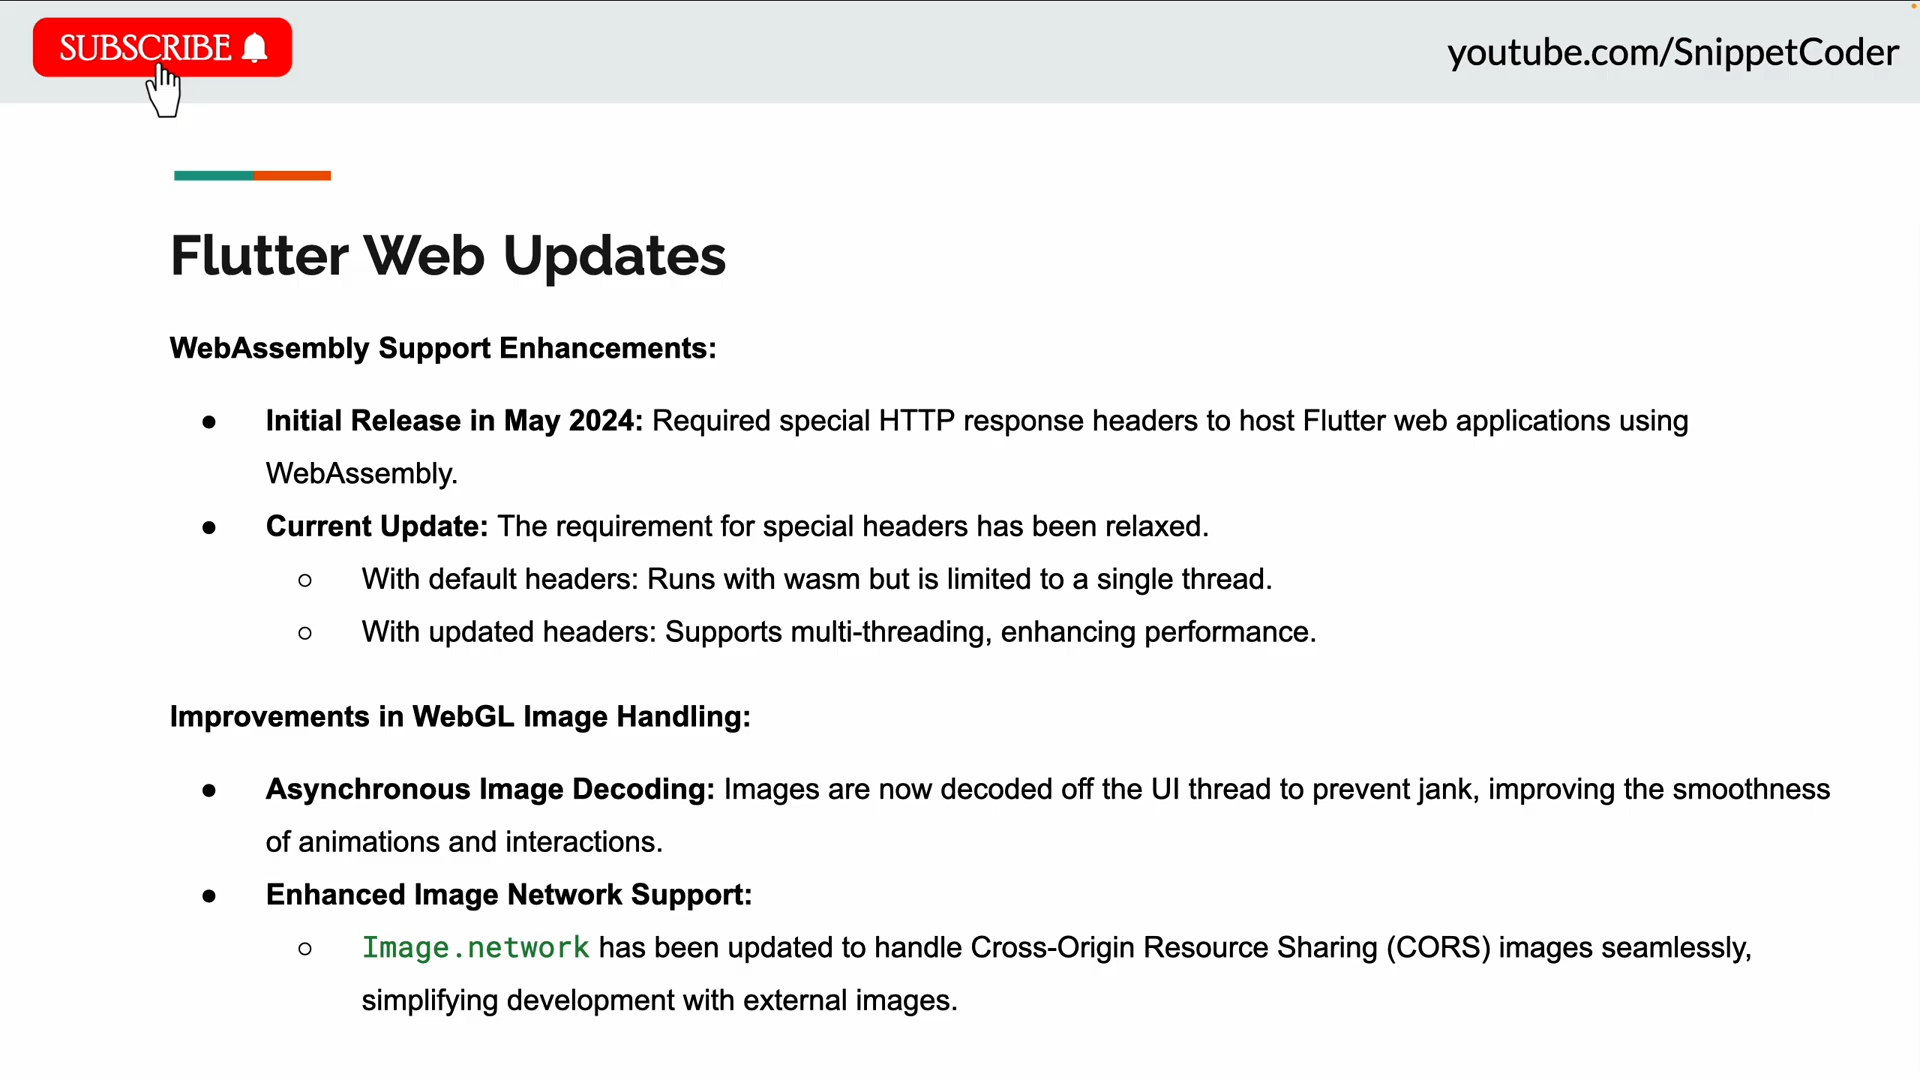 SUBSCRIBE
youtube.com/SnippetCoder
Flutter Web Updates
WebAssembly Support Enhancements:
● Initial Release in May 2024: Required special HTTP response headers to host Flutter web applications using
WebAssembly.
● Current Update: The requirement for special headers has been relaxed.
○ With default headers: Runs with wasm but is limited to a single thread.
○ With updated headers: Supports multi-threading, enhancing performance.
Improvements in WebGL Image Handling:
● Asynchronous Image Decoding: Images are now decoded off the UI thread to prevent jank, improving the smoothness
of animations and interactions.
● Enhanced Image Network Support:
○ Image.network has been updated to handle Cross-Origin Resource Sharing (CORS) images seamlessly,
simplifying development with external images.